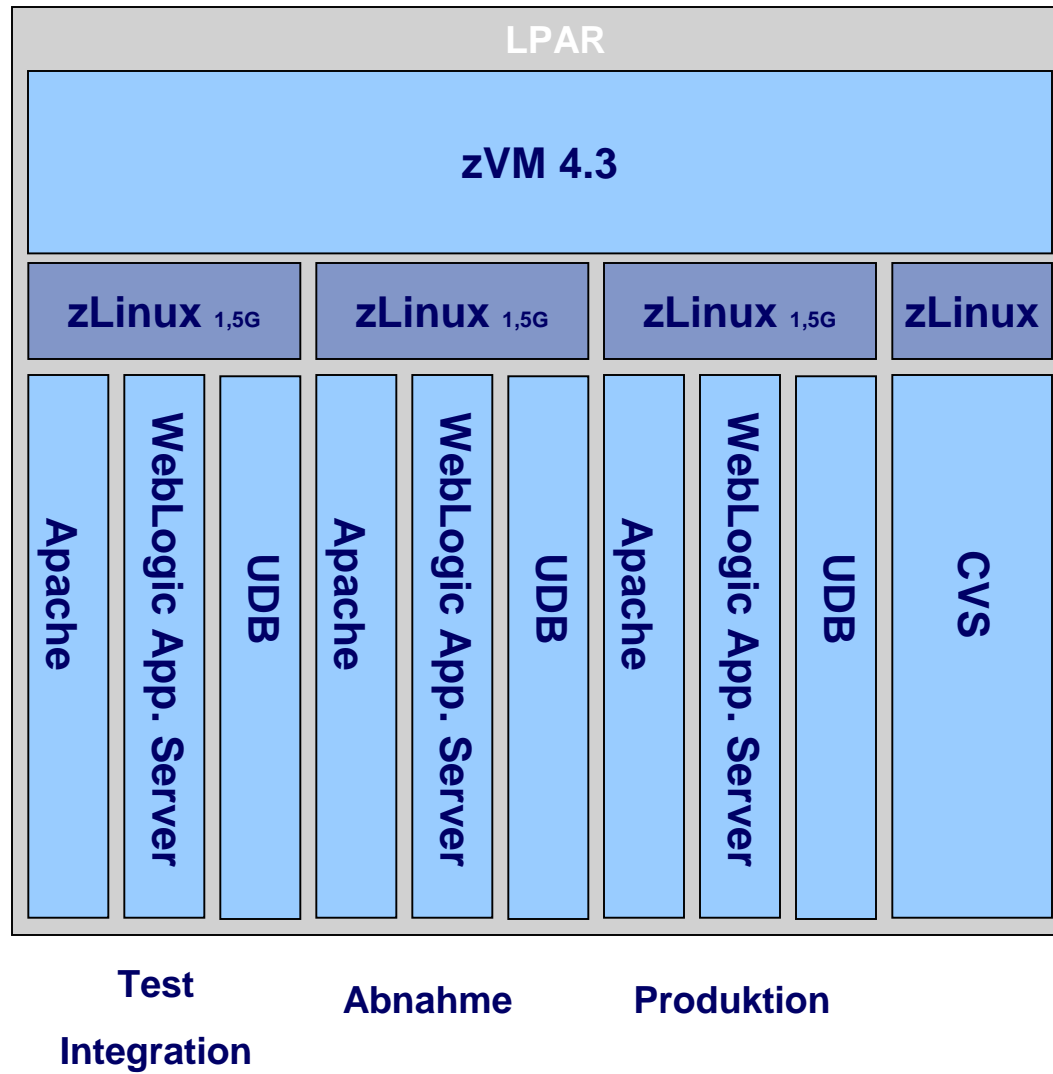 LPAR
zVM 4.3
zLinux 1,5G
zLinux 1,5G
zLinux 1,5G
zLinux
Apache
WebLogic App. Server
UDB
Apache
WebLogic App. Server
UDB
Apache
WebLogic App. Server
UDB
CVS
Test
Integration
Abnahme
Produktion